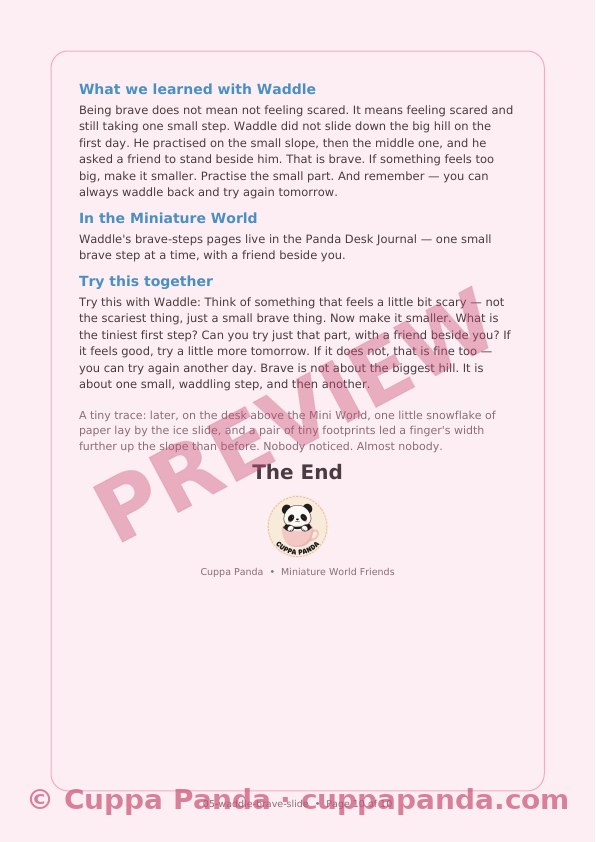 What we learned with Waddle
Being brave does not mean not feeling scared. It means feeling scared and
still taking one small step. Waddle did not slide down the big hill on the
first day. He practised on the small slope, then the middle one, and he
asked a friend to stand beside him. That is brave. If something feels too
big, make it smaller. Practise the small part. And remember — you can
always waddle back and try again tomorrow.
In the Miniature World
Waddle's brave-steps pages live in the Panda Desk Journal — one small
brave step at a time, with a friend beside you.
Try this together
Try this with Waddle: Think of something that feels a little bit scary — not
the scariest thing, just a small brave thing. Now make it smaller. What is
the tiniest first step? Can you try just that part, with a friend beside you? If
it feels good, try a little more tomorrow. If it does not, that is fine too —
you can try again another day. Brave is not about the biggest hill. It is
about one small, waddling step, and then another.
A tiny trace: later, on the desk above the Mini World, one little snowflake of
paper lay by the ice slide, and a pair of tiny footprints led a finger's width
further up the slope than before. Nobody noticed. Almost nobody.
PREVIEW
The End
CUPPA PANDA
Cuppa Panda • Miniature World Friends
© Cuppa Panda · cuppapanda.com
25-waddle-brave-slide • Page 10 of 10